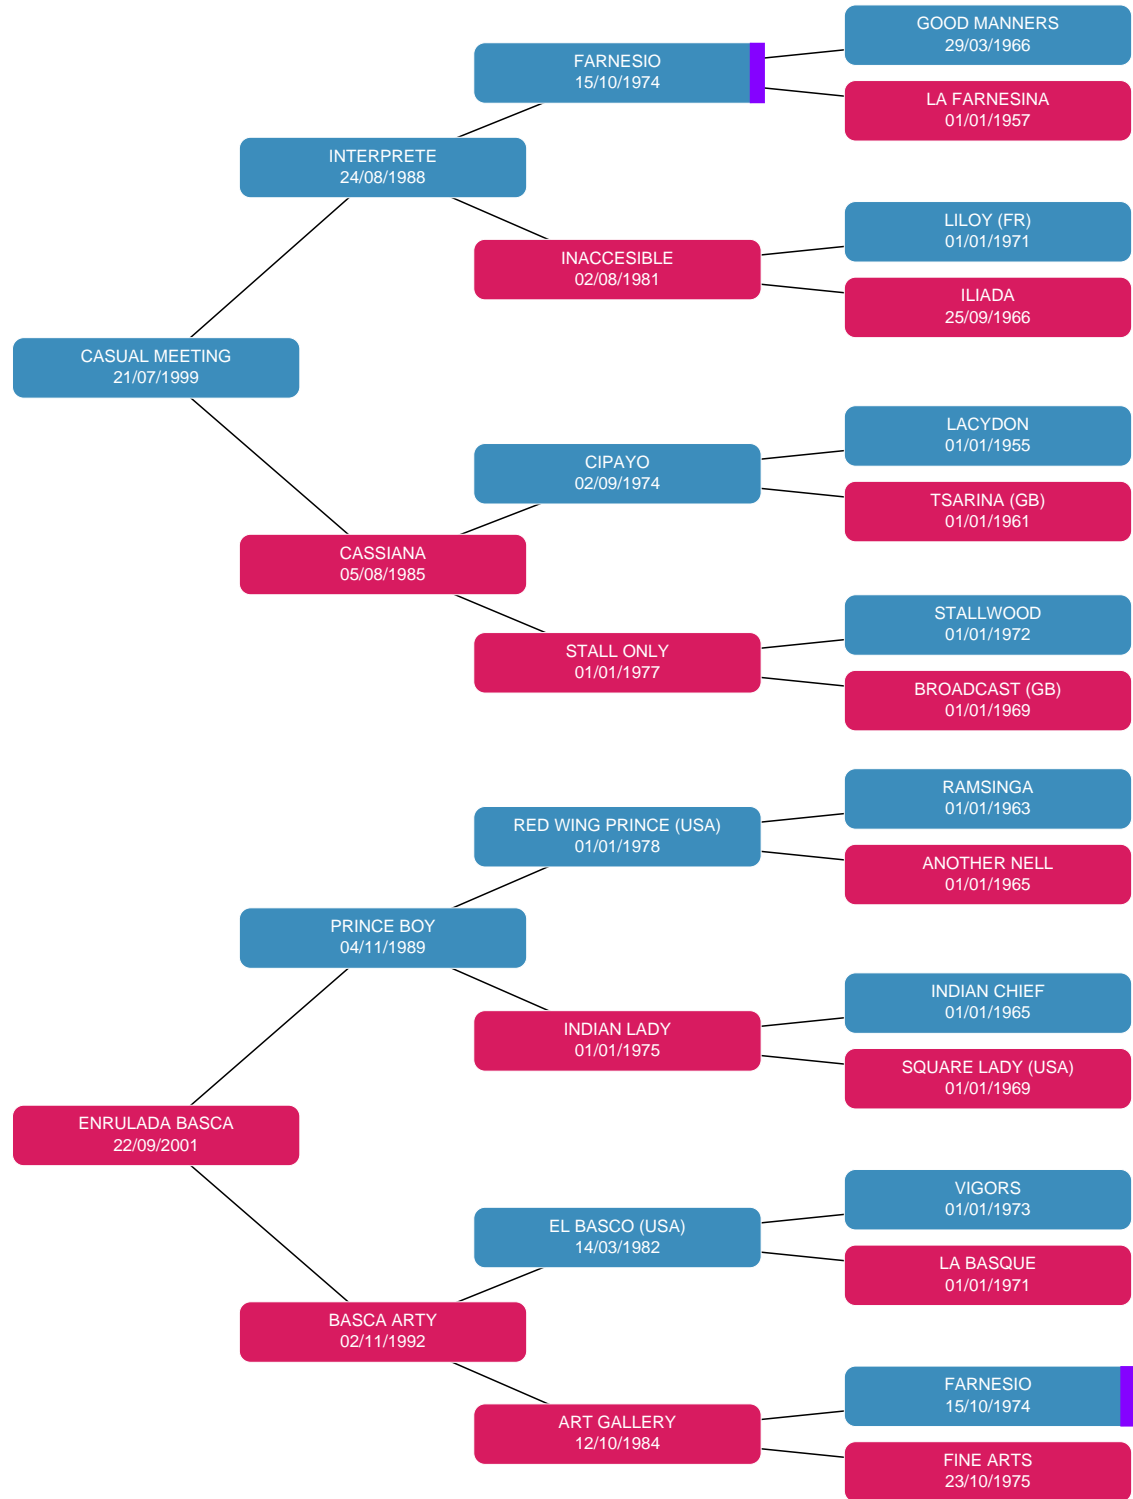 GOOD MANNERS
29/03/1966
FARNESIO
15/10/1974
LA FARNESINA
01/01/1957
INTERPRETE
24/08/1988
LILOY (FR)
01/01/1971
INACCESIBLE
02/08/1981
ILIADA
25/09/1966
CASUAL MEETING
21/07/1999
LACYDON
01/01/1955
CIPAYO
02/09/1974
TSARINA (GB)
01/01/1961
CASSIANA
05/08/1985
STALLWOOD
01/01/1972
STALL ONLY
01/01/1977
BROADCAST (GB)
01/01/1969
RAMSINGA
01/01/1963
RED WING PRINCE (USA)
01/01/1978
ANOTHER NELL
01/01/1965
PRINCE BOY
04/11/1989
INDIAN CHIEF
01/01/1965
INDIAN LADY
01/01/1975
SQUARE LADY (USA)
01/01/1969
ENRULADA BASCA
22/09/2001
VIGORS
01/01/1973
EL BASCO (USA)
14/03/1982
LA BASQUE
01/01/1971
BASCA ARTY
02/11/1992
FARNESIO
15/10/1974
ART GALLERY
12/10/1984
FINE ARTS
23/10/1975